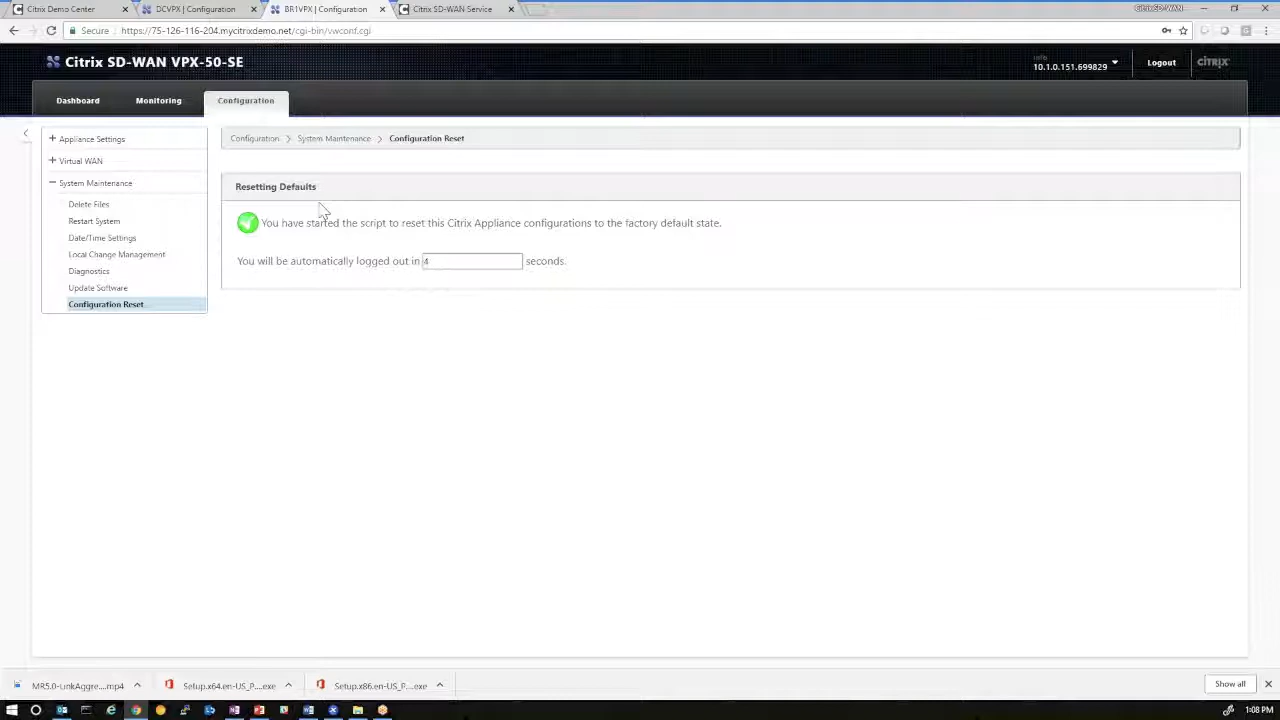 Citrix Demo Center
DCVPX | Configuration
BR1VPX | Configuration
Citrix SD-WAN Service
CitrixSD-WAN
Secure
https://75-126-116-204.mycitrixdemo.net/cgi-bin/vwconf.cgi
Citrix SD-WAN VPX-50-SE
Info
10.1.0.151.699829
Logout
CITRIX
Dashboard
Monitoring
Configuration
Appliance Settings
Virtual WAN
System Maintenance
Delete Files
Restart System
Date/Time Settings
Local Change Management
Diagnostics
Update Software
Configuration Reset
Configuration > System Maintenance > Configuration Reset
Resetting Defaults
You have started the script to reset this Citrix Appliance configurations to the factory default state.
You will be automatically logged out in 4 seconds.
MR5.0-LinkAggre....mp4
Setup.x64.en-US_P....exe
Setup.x86.en-US_P....exe
Show all
1:08 PM